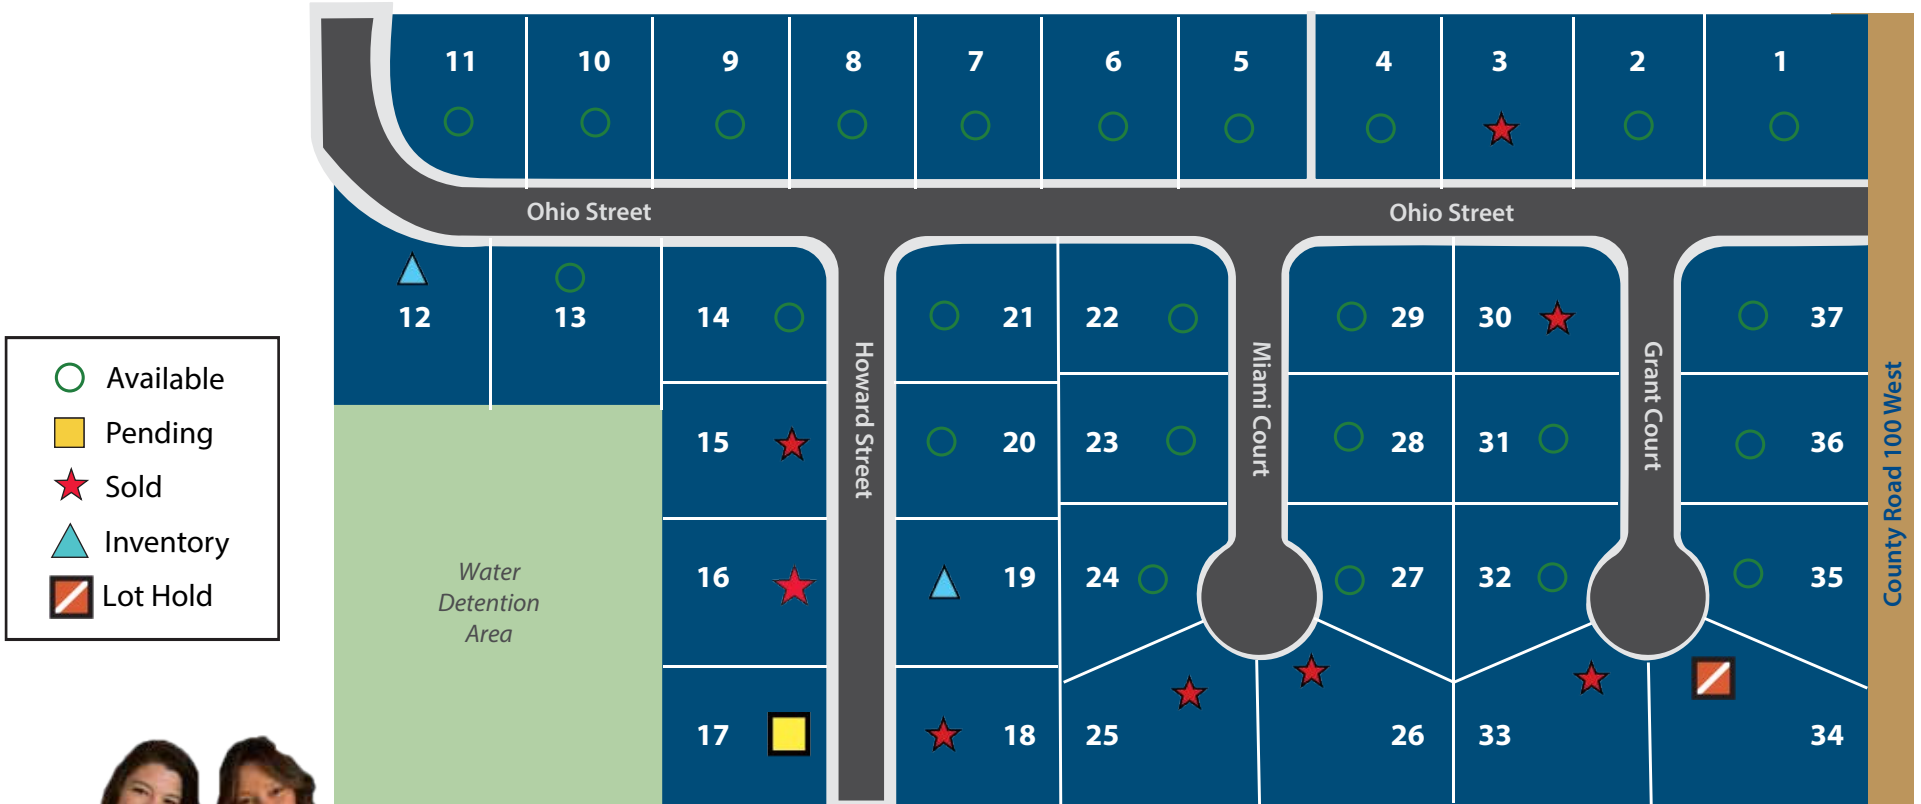 11 10 9 8 7 6 5 4 3 2 1
Ohio Street Ohio Street
12 13 14 21 22 29 30 37
Howard Street
Miami Court
Grant Court
County Road 100 West
Available
Pending
Sold
Inventory
Lot Hold
15 20 23 28 31 36
16 19 24 27 32 35
Water
Detention
Area
17 18 25 26 33 34